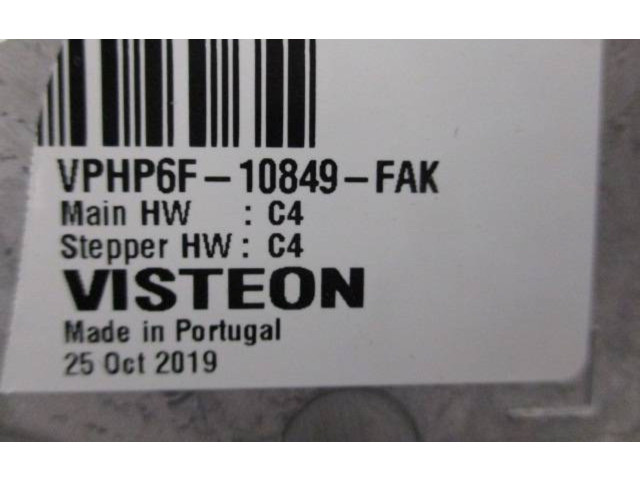 VPHP6F-10849-FAK
Main HW : C4
Stepper HW : C4
VISTEON
Made in Portugal
25 Oct 2019